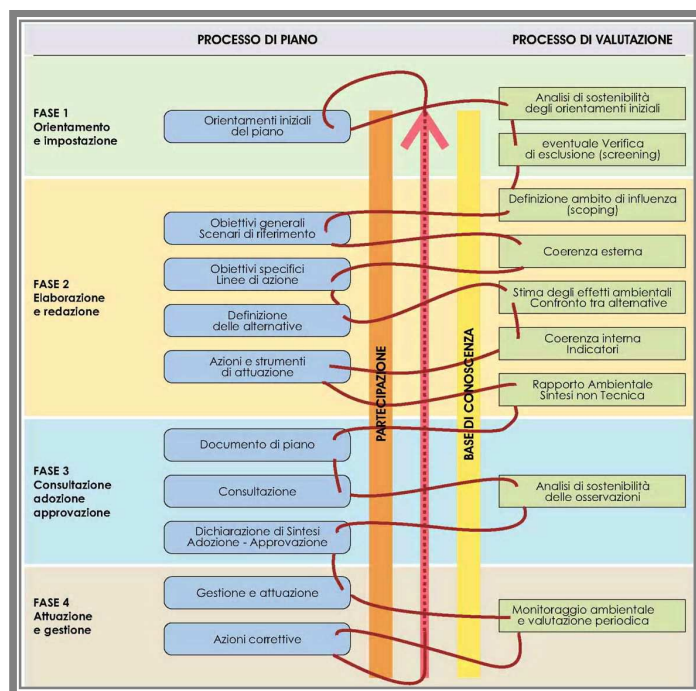 PROCESSO DI PIANO
PROCESSO DI VALUTAZIONE
FASE 1
Orientamento
e impostazione
Orientamenti iniziali
del piano
Analisi di sostenibilità
degli orientamenti iniziali
eventuale Verifica
di esclusione (screening)
FASE 2
Elaborazione
e redazione
Definizione ambito di influenza
(scoping)
Obiettivi generali
Scenari di riferimento
Coerenza esterna
Obiettivi specifici
Linee di azione
Stima degli effetti ambientali
Confronto tra alternative
Definizione
delle alternative
Coerenza interna
Indicatori
Azioni e strumenti
di attuazione
Rapporto Ambientale
Sintesi non Tecnica
PARTECIPAZIONE
BASE DI CONOSCENZA
FASE 3
Consultazione
adozione
approvazione
Documento di piano
Consultazione
Analisi di sostenibilità
delle osservazioni
Dichiarazione di Sintesi
Adozione - Approvazione
FASE 4
Attuazione
e gestione
Gestione e attuazione
Monitoraggio ambientale
e valutazione periodica
Azioni correttive